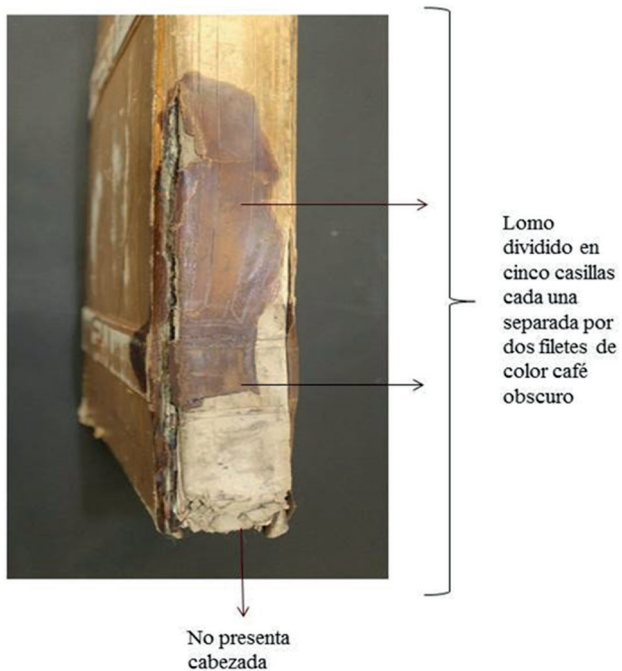 Lomo
dividido en
cinco casillas
cada una
separada por
dos filetes de
color café
obscuro
No presenta
cabezada